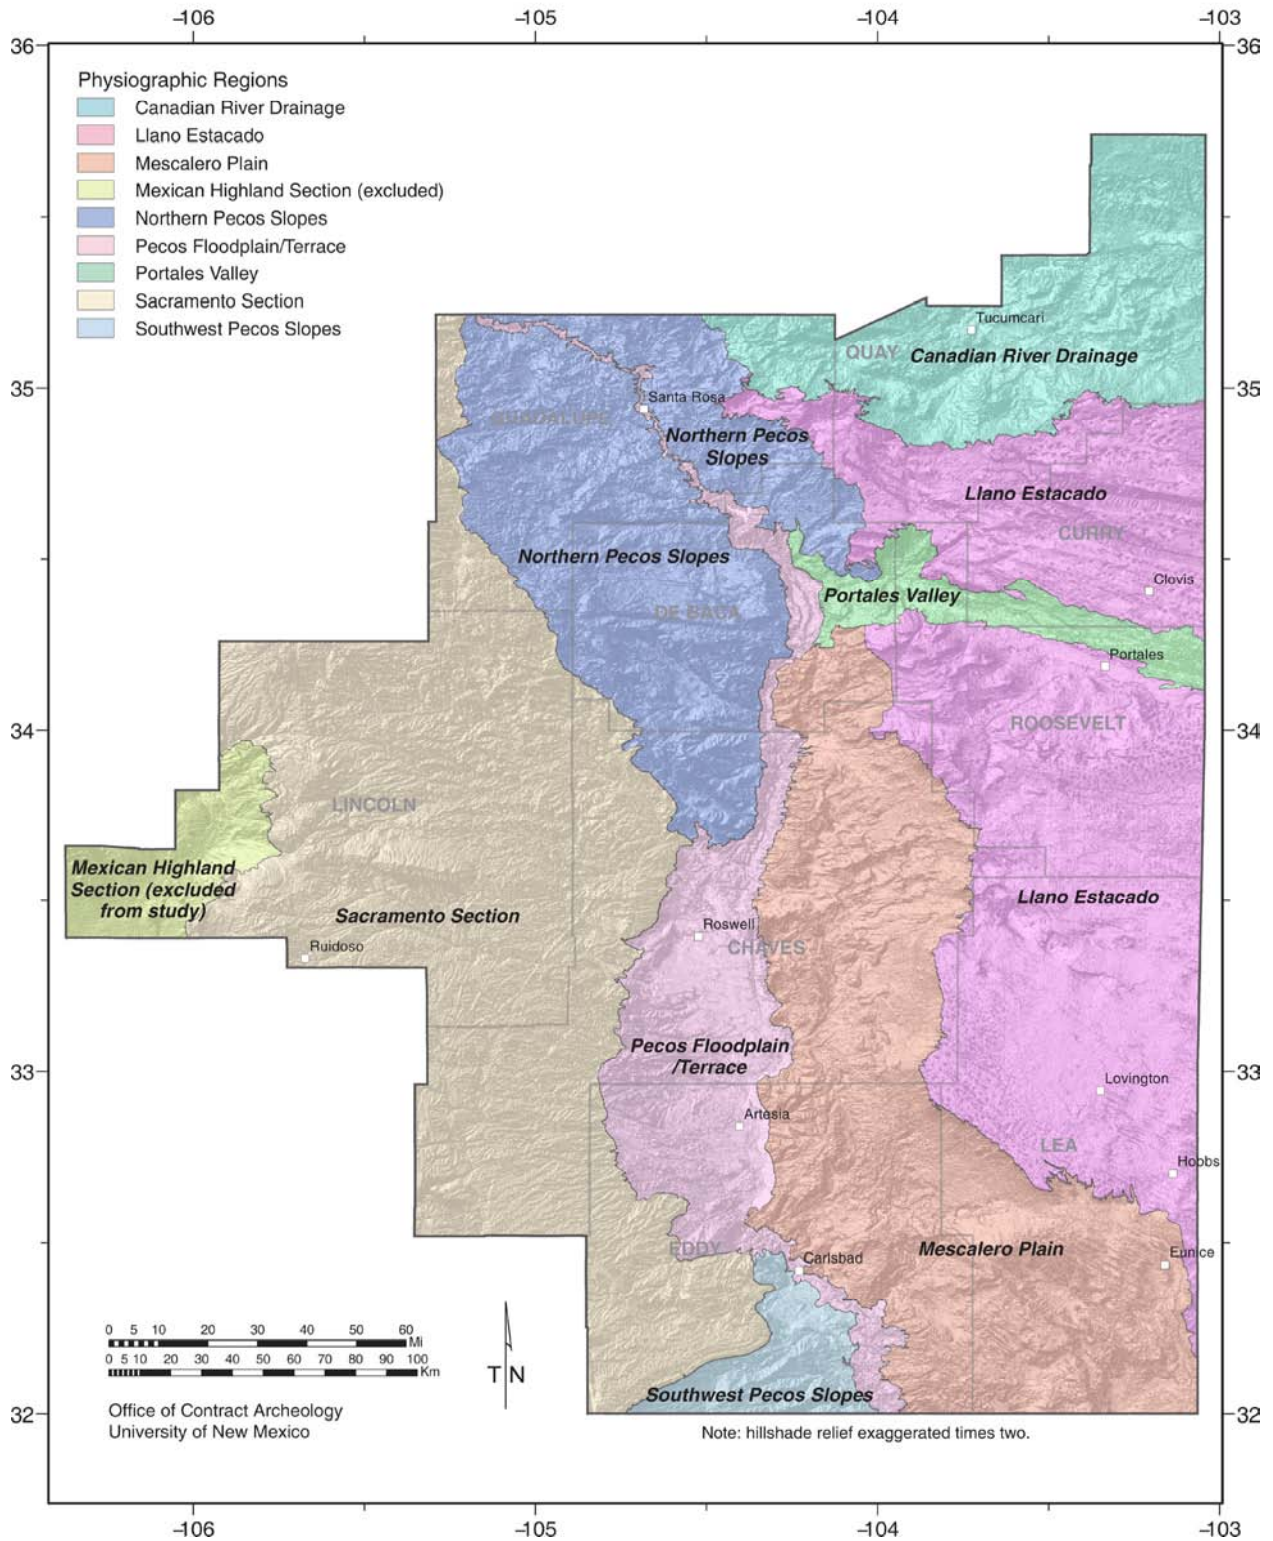 -106 -105 -104 -103
36 36
Physiographic Regions
Canadian River Drainage
Llano Estacado
Mescalero Plain
Mexican Highland Section (excluded)
Northern Pecos Slopes
Pecos Floodplain/Terrace
Portales Valley
Sacramento Section
Southwest Pecos Slopes
Tucumcari
QUAY
Canadian River Drainage
35 35
Santa Rosa
GUADALUPE
Northern Pecos
Slopes
Llano Estacado
CURRY
Northern Pecos Slopes
Clovis
Portales Valley
DE BACA
Portales
ROOSEVELT
34 34
LINCOLN
Mexican Highland
Section (excluded
from study)
Llano Estacado
Sacramento Section
Roswell
CHAVES
Ruidoso
Pecos Floodplain
/Terrace
33 33
Lovington
Artesia
LEA
Hobbs
EDDY
Mescalero Plain
Carlsbad
Eunice
0 5 10 20 30 40 50 60
Mi
0 5 10 20 30 40 50 60 70 80 90 100
Km
T N
Southwest Pecos Slopes
Office of Contract Archeology
University of New Mexico
32 32
Note: hillshade relief exaggerated times two.
-106 -105 -104 -103